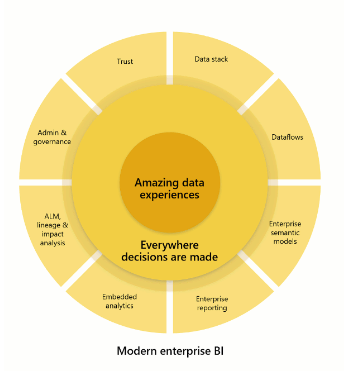 Trust
Data stack
Admin &
governance
Dataflows
Amazing data
experiences
ALM,
lineage &
impact
analysis
Enterprise
semantic
models
Everywhere
decisions are made
Embedded
analytics
Enterprise
reporting
Modern enterprise BI